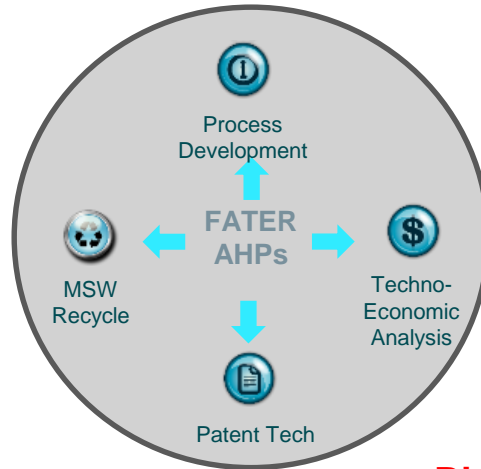 Process
Development
FATER
AHPs
MSW
Recycle
$
Techno-
Economic
Analysis
Patent Tech